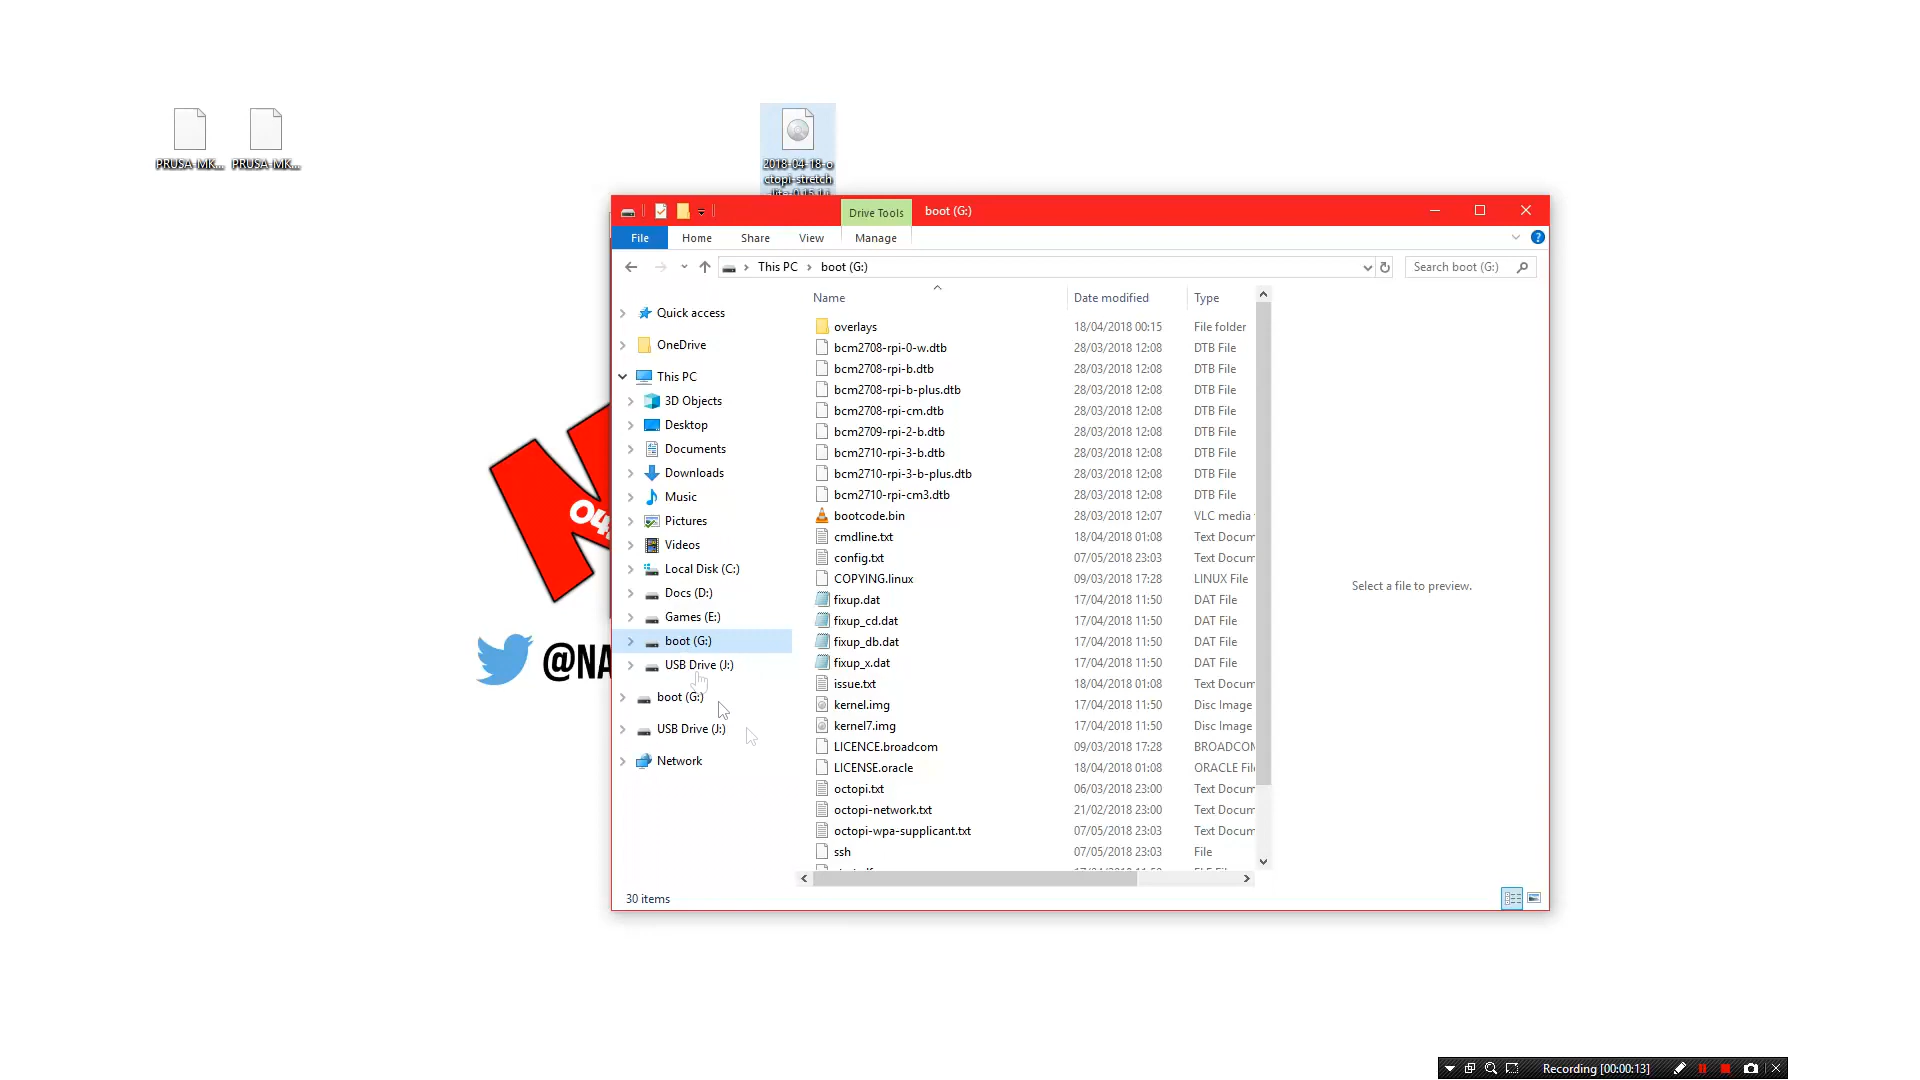 PRUSA-MK...
PRUSA-MK...
2018-04-18-o
ctopi-stretch
Drive Tools
boot (G:)
File
Home
Share
View
Manage
This PC
boot (G:)
Search boot (G:)
Name
Date modified
Type
Quick access
OneDrive
This PC
3D Objects
Desktop
Documents
Downloads
Music
Pictures
Videos
Local Disk (C:)
Docs (D:)
Games (E:)
boot (G:)
USB Drive (J:)
boot (G:)
USB Drive (J:)
Network
overlays 18/04/2018 00:15 File folder
bcm2708-rpi-0-w.dtb 28/03/2018 12:08 DTB File
bcm2708-rpi-b.dtb 28/03/2018 12:08 DTB File
bcm2708-rpi-b-plus.dtb 28/03/2018 12:08 DTB File
bcm2708-rpi-cm.dtb 28/03/2018 12:08 DTB File
bcm2709-rpi-2-b.dtb 28/03/2018 12:08 DTB File
bcm2710-rpi-3-b.dtb 28/03/2018 12:08 DTB File
bcm2710-rpi-3-b-plus.dtb 28/03/2018 12:08 DTB File
bcm2710-rpi-cm3.dtb 28/03/2018 12:08 DTB File
bootcode.bin 28/03/2018 12:07 VLC media
cmdline.txt 18/04/2018 01:08 Text Docum
config.txt 07/05/2018 23:03 Text Docum
COPYING.linux 09/03/2018 17:28 LINUX File
fixup.dat 17/04/2018 11:50 DAT File
fixup_cd.dat 17/04/2018 11:50 DAT File
fixup_db.dat 17/04/2018 11:50 DAT File
fixup_x.dat 17/04/2018 11:50 DAT File
issue.txt 18/04/2018 01:08 Text Docum
kernel.img 17/04/2018 11:50 Disc Image
kernel7.img 17/04/2018 11:50 Disc Image
LICENCE.broadcom 09/03/2018 17:28 BROADCOM
LICENSE.oracle 18/04/2018 01:08 ORACLE File
octopi.txt 06/03/2018 23:00 Text Docum
octopi-network.txt 21/02/2018 23:00 Text Docum
octopi-wpa-supplicant.txt 07/05/2018 23:03 Text Docum
ssh 07/05/2018 23:03 File
Select a file to preview.
04
@NA
30 items
Recording [00:00:13]